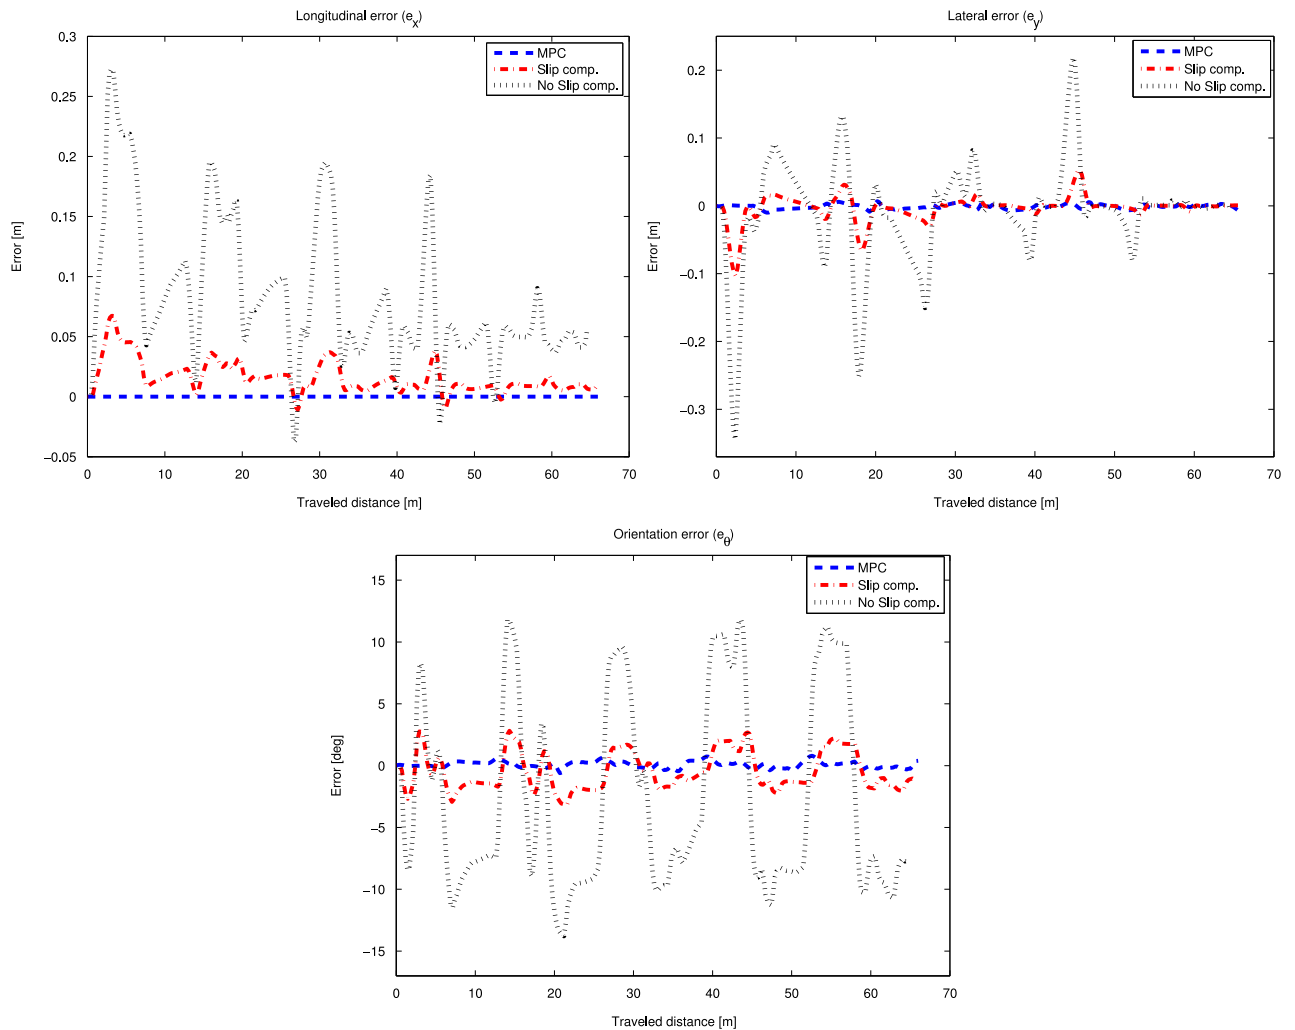 Longitudinal error (e_x)
0.3
0.25
0.2
0.15
0.1
0.05
0
−0.05
Error [m]
MPC
Slip comp.
No Slip comp.
0 10 20 30 40 50 60 70
Traveled distance [m]
Lateral error (e_y)
0.2
0.1
0
−0.1
−0.2
−0.3
Error [m]
MPC
Slip comp.
No Slip comp.
0 10 20 30 40 50 60 70
Traveled distance [m]
Orientation error (e_θ)
15
10
5
0
−5
−10
−15
Error [deg]
MPC
Slip comp.
No Slip comp.
0 10 20 30 40 50 60 70
Traveled distance [m]